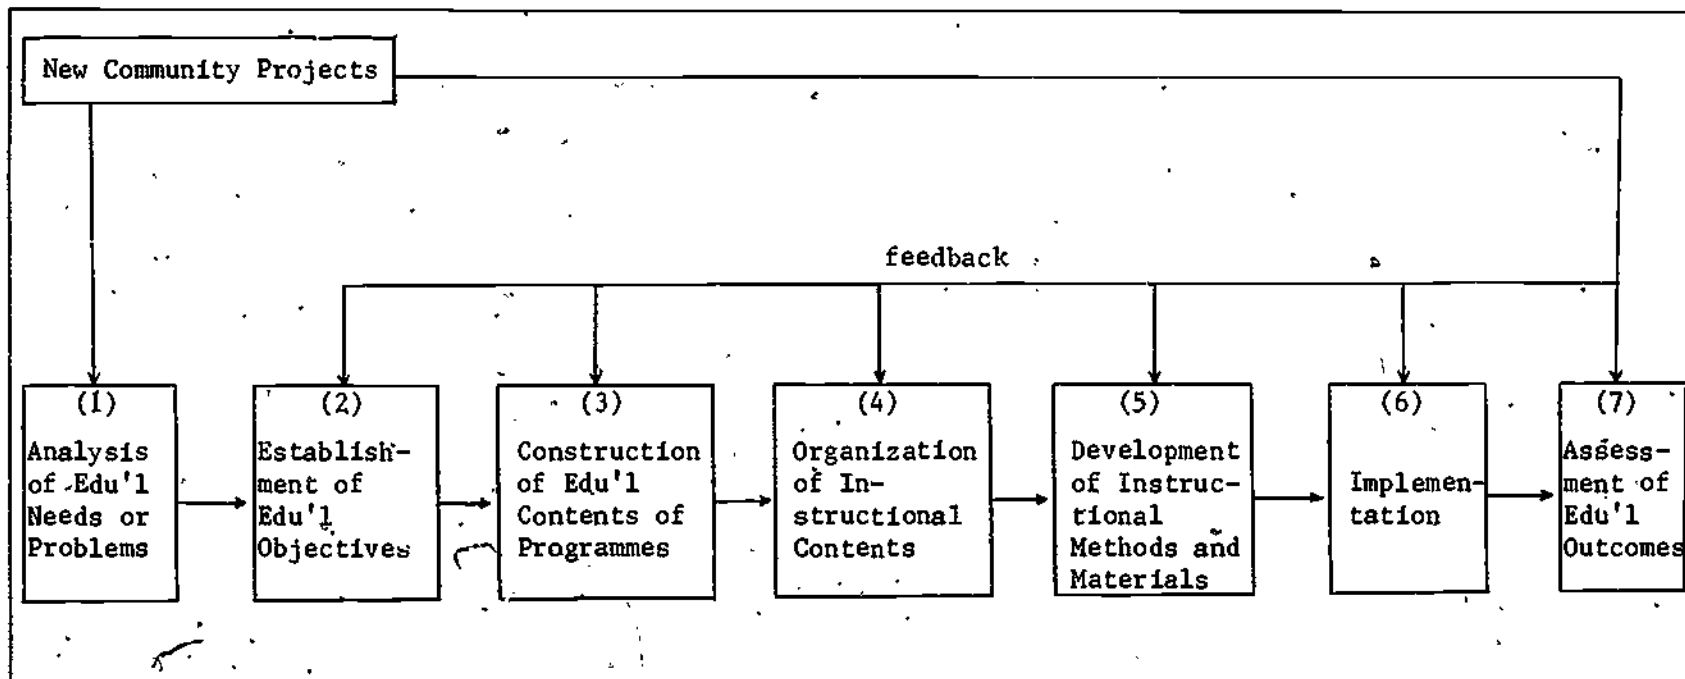 New Community Projects
feedback
(1)
Analysis
of Edu'l
Needs or
Problems
(2)
Establish-
ment of
Edu'l
Objectives
(3)
Construction
of Edu'l
Contents of
Programmes
(4)
Organization
of In-
structional
Contents
(5)
Development
of Instruc-
tional
Methods and
Materials
(6)
Implemen-
tation
(7)
Assess-
ment of
Edu'l
Outcomes